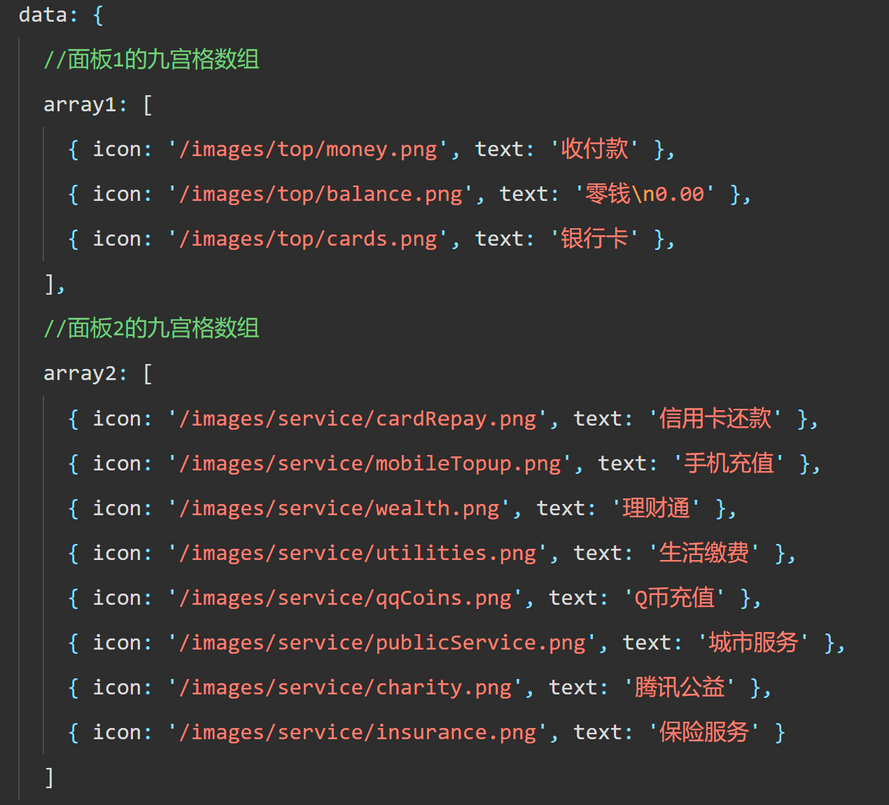 data: {
//面板1的九宫格数组
array1: [
{ icon: '/images/top/money.png', text: '收付款' },
{ icon: '/images/top/balance.png', text: '零钱\n0.00' },
{ icon: '/images/top/cards.png', text: '银行卡' },
],
//面板2的九宫格数组
array2: [
{ icon: '/images/service/cardRepay.png', text: '信用卡还款' },
{ icon: '/images/service/mobileTopup.png', text: '手机充值' },
{ icon: '/images/service/wealth.png', text: '理财通' },
{ icon: '/images/service/utilities.png', text: '生活缴费' },
{ icon: '/images/service/qqCoins.png', text: 'Q币充值' },
{ icon: '/images/service/publicService.png', text: '城市服务' },
{ icon: '/images/service/charity.png', text: '腾讯公益' },
{ icon: '/images/service/insurance.png', text: '保险服务' }
]